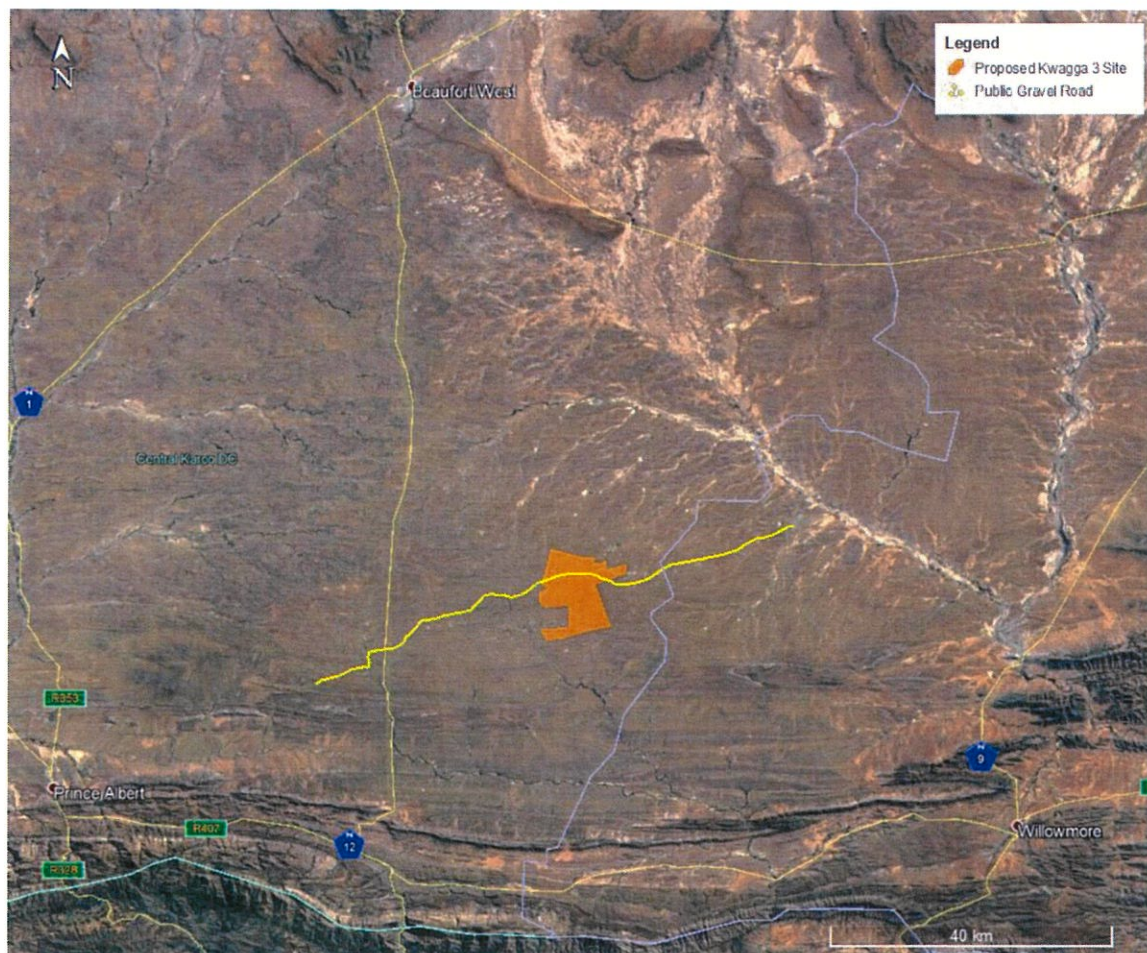 N
Legend
Proposed Kwagga 3 Site
Public Gravel Road
Beaufort West
N
1
Central Karoo DC
R353
N
9
Prince Albert
R407
N
12
Willowmore
R328
40 km